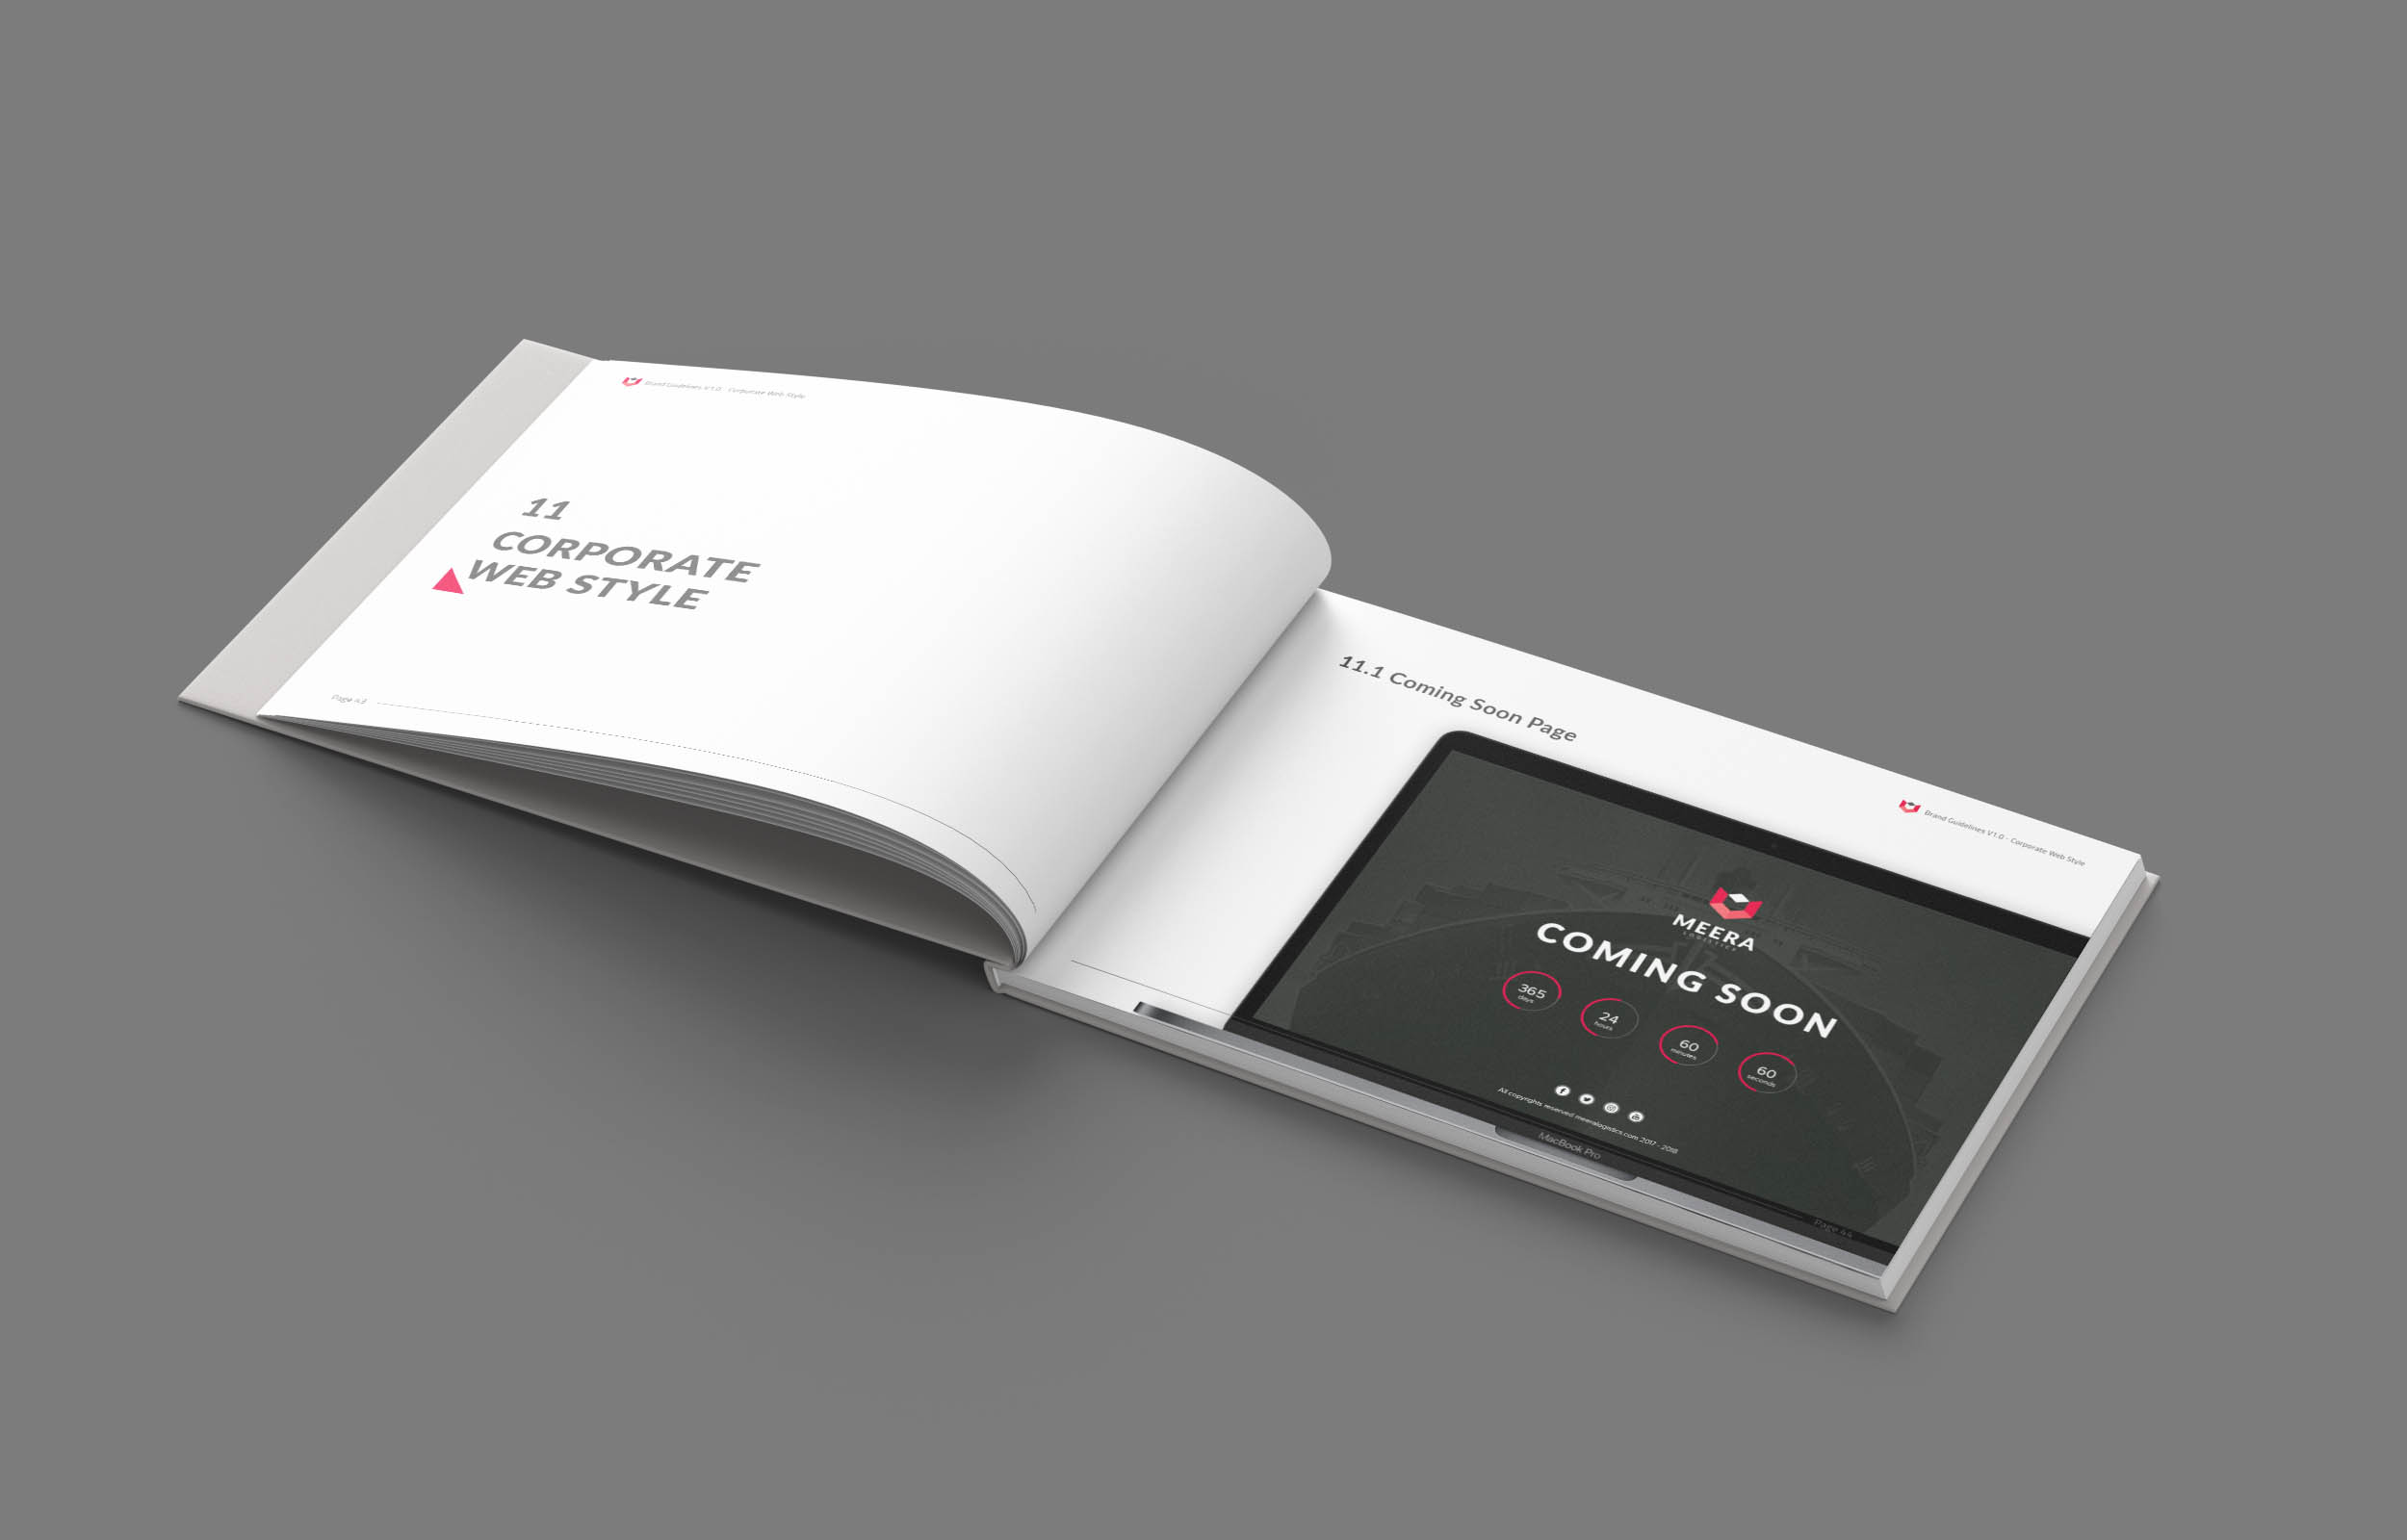 Brand Guidelines V1.0 - Corporate Web Style
11
CORPORATE
WEB STYLE
Page
11.1 Coming Soon Page
Brand Guidelines V1.0 - Corporate Web Style
MEERA
LOGISTICS
COMING SOON
365
days
24
hours
60
minutes
60
seconds
All copyrights reserved meeralogistics.com 2017 - 2018
MacBook Pro
Page 64